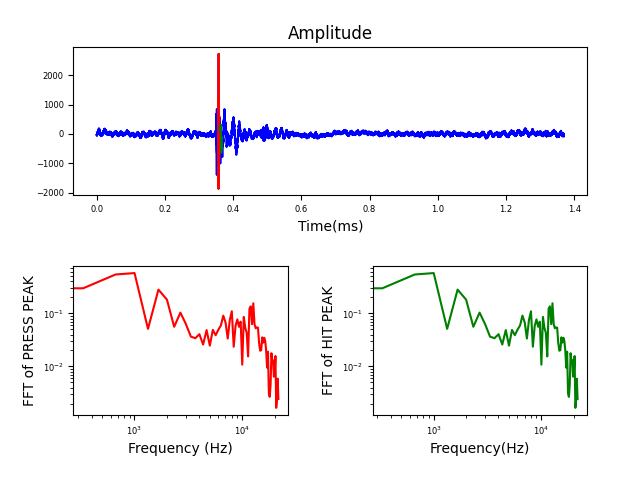 Amplitude
2000
1000
0
−1000
−2000
0.0 0.2 0.4 0.6 0.8 1.0 1.2 1.4
Time(ms)
FFT of PRESS PEAK
10⁻¹
10⁻²
10³ 10⁴
Frequency (Hz)
FFT of HIT PEAK
10⁻¹
10⁻²
10³ 10⁴
Frequency(Hz)